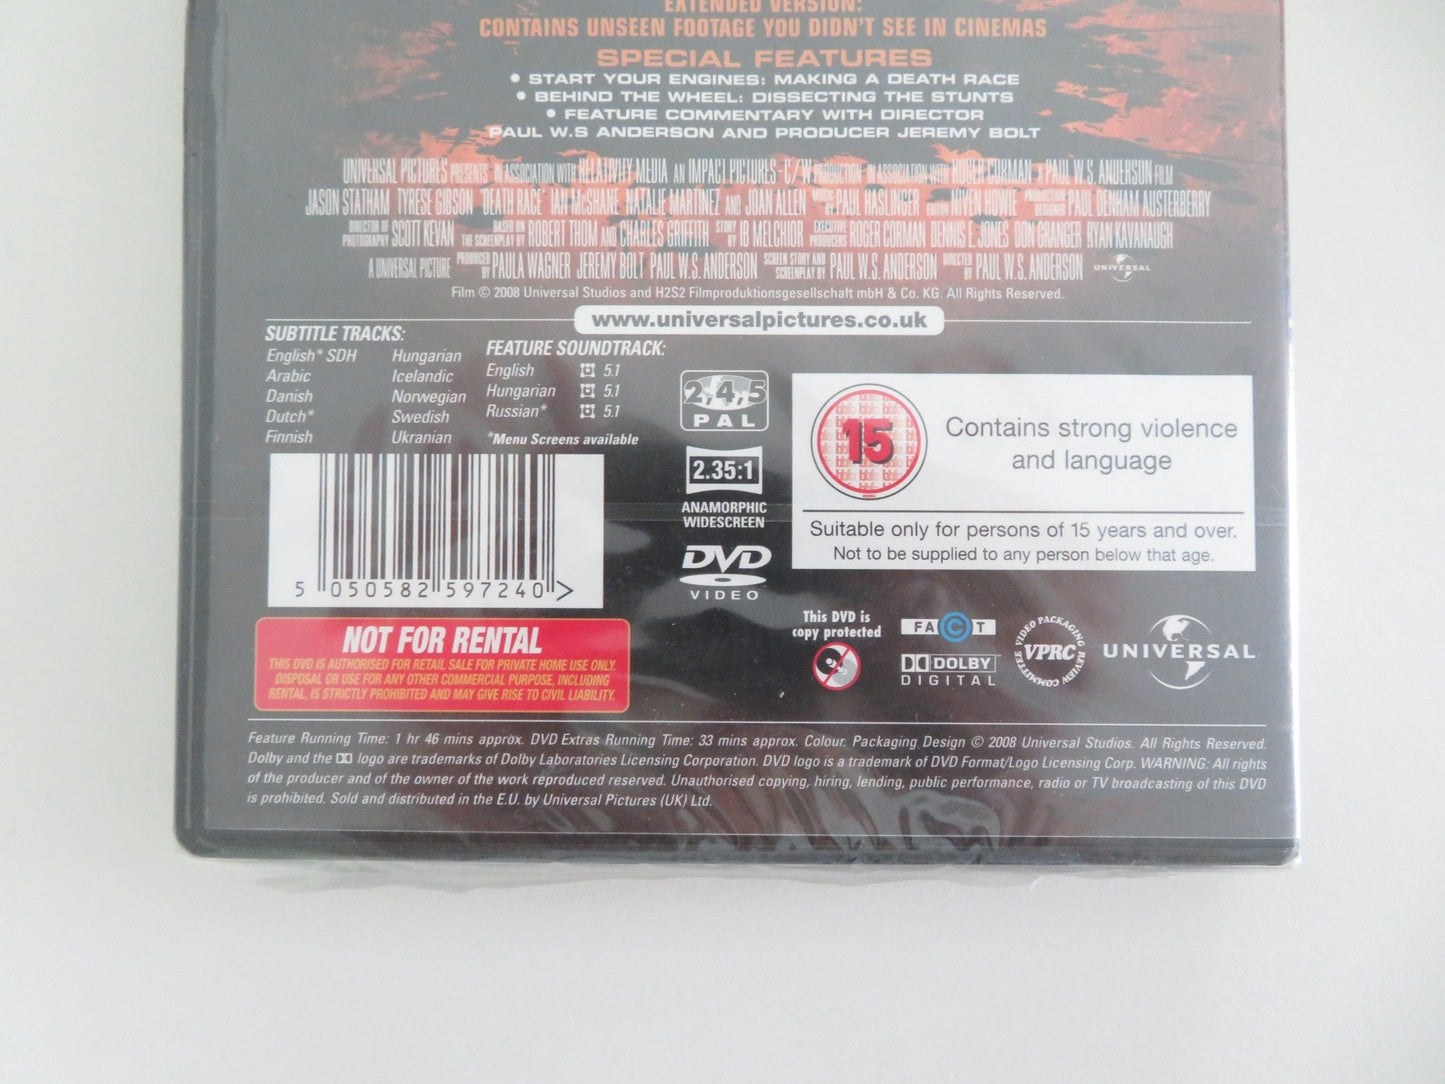 EXTENDED VERSION:
CONTAINS UNSEEN FOOTAGE YOU DIDN'T SEE IN CINEMAS
SPECIAL FEATURES
• START YOUR ENGINES: MAKING A DEATH RACE
• BEHIND THE WHEEL: DISSECTING THE STUNTS
• FEATURE COMMENTARY WITH DIRECTOR
PAUL W.S ANDERSON AND PRODUCER JEREMY BOLT
UNIVERSAL PICTURES PRESENTS IN ASSOCIATION WITH RELATIVITY MEDIA AN IMPACT PICTURES - C/W PRODUCTION IN ASSOCIATION WITH ROGER CORMAN A PAUL W.S. ANDERSON FILM
JASON STATHAM TYRESE GIBSON "DEATH RACE" IAN McSHANE NATALIE MARTINEZ AND JOAN ALLEN MUSIC BY PAUL HASLINGER EDITOR NIVEN HOWIE PRODUCTION DESIGNER PAUL DENHAM AUSTERBERRY
DIRECTOR OF PHOTOGRAPHY SCOTT KEVAN BASED ON THE SCREENPLAY BY ROBERT THOM AND CHARLES GRIFFITH STORY BY IB MELCHIOR EXECUTIVE PRODUCERS ROGER CORMAN DENNIS E. JONES DON GRANGER RYAN KAVANAUGH
A UNIVERSAL PICTURE PRODUCED BY PAULA WAGNER JEREMY BOLT PAUL W.S. ANDERSON SCREEN STORY AND SCREENPLAY BY PAUL W.S. ANDERSON DIRECTED BY PAUL W.S. ANDERSON UNIVERSAL
Film © 2008 Universal Studios and H2S2 Filmproduktionsgesellschaft mbH & Co. KG. All Rights Reserved.
www.universalpictures.co.uk
SUBTITLE TRACKS:
English* SDH Hungarian
Arabic Icelandic
Danish Norwegian
Dutch* Swedish
Finnish Ukranian
FEATURE SOUNDTRACK:
English 5.1
Hungarian 5.1
Russian* 5.1
*Menu Screens available
2,4,5
PAL
2.35:1
ANAMORPHIC
WIDESCREEN
DVD
VIDEO
15
Contains strong violence
and language
Suitable only for persons of 15 years and over.
Not to be supplied to any person below that age.
5 050582 597240 >
NOT FOR RENTAL
THIS DVD IS AUTHORISED FOR RETAIL SALE FOR PRIVATE HOME USE ONLY.
DISPOSAL OR USE FOR ANY OTHER COMMERCIAL PURPOSE, INCLUDING
RENTAL, IS STRICTLY PROHIBITED AND MAY GIVE RISE TO CIVIL LIABILITY.
This DVD is
copy protected
FACT
DOLBY
DIGITAL
VIDEO PACKAGING REVIEW COMMITTEE
VPRC
UNIVERSAL
Feature Running Time: 1 hr 46 mins approx. DVD Extras Running Time: 33 mins approx. Colour. Packaging Design © 2008 Universal Studios. All Rights Reserved.
Dolby and the logo are trademarks of Dolby Laboratories Licensing Corporation. DVD logo is a trademark of DVD Format/Logo Licensing Corp. WARNING: All rights
of the producer and of the owner of the work reproduced reserved. Unauthorised copying, hiring, lending, public performance, radio or TV broadcasting of this DVD
is prohibited. Sold and distributed in the E.U. by Universal Pictures (UK) Ltd.